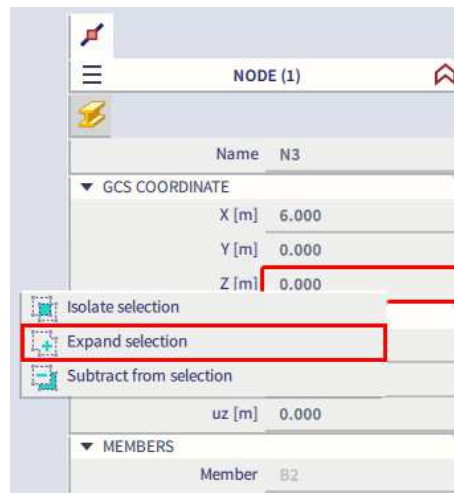 NODE (1)
Name N3
GCS COORDINATE
X [m] 6.000
Y [m] 0.000
Z [m] 0.000
Isolate selection
Expand selection
Subtract from selection
uz [m] 0.000
MEMBERS
Member B2